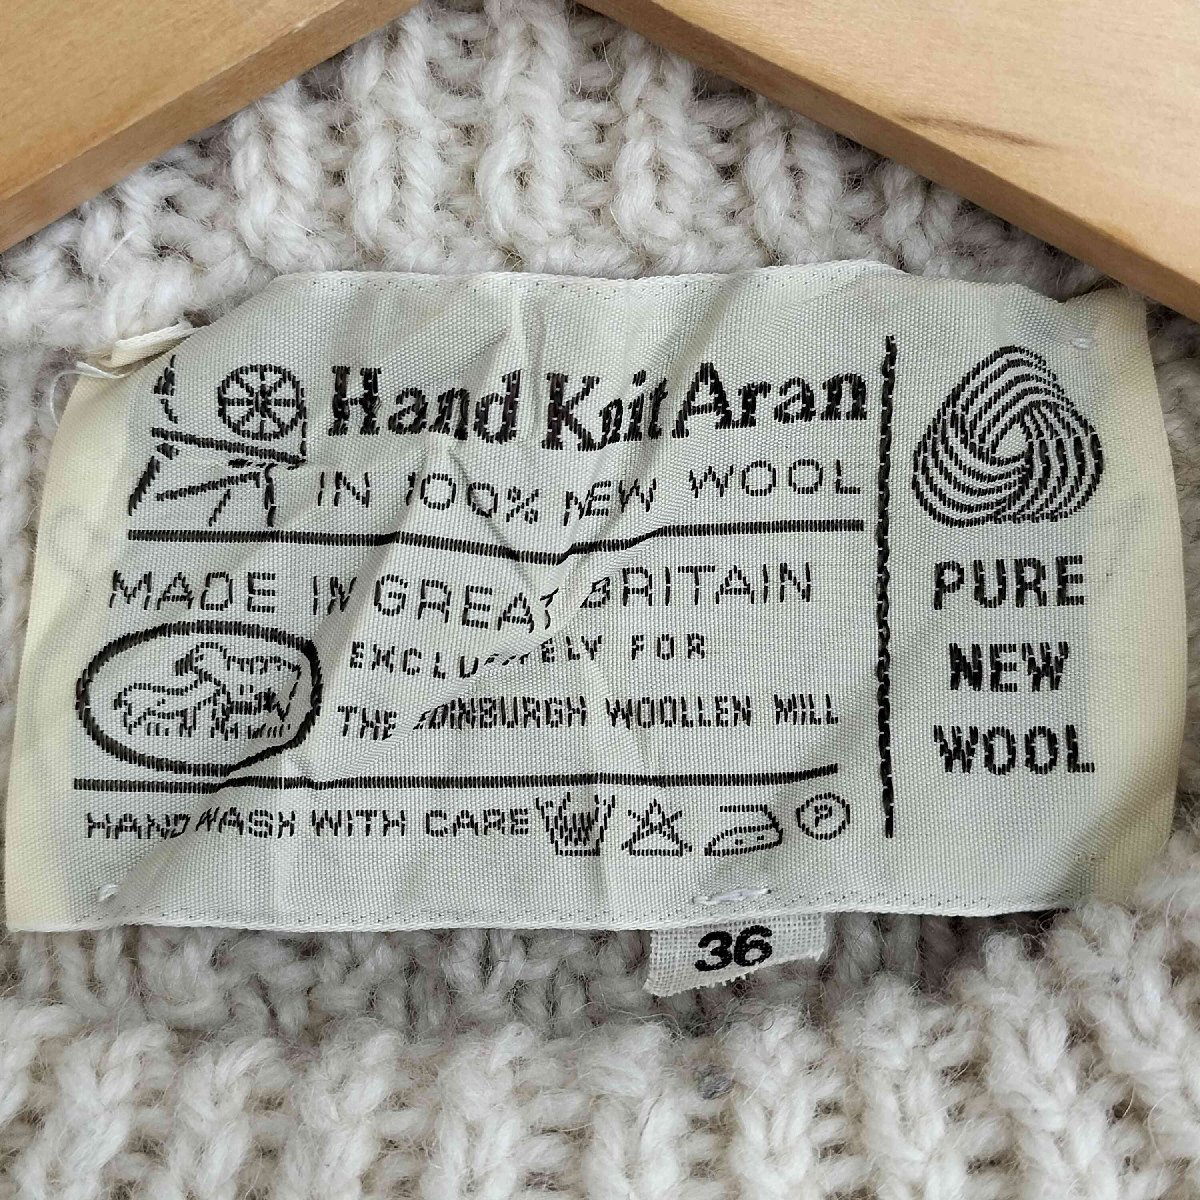 Hand Knit Aran
IN 100% NEW WOOL
MADE IN GREAT BRITAIN
EXCLUSIVELY FOR
THE EDINBURGH WOOLLEN MILL
HAND WASH WITH CARE
P
PURE
NEW
WOOL
36